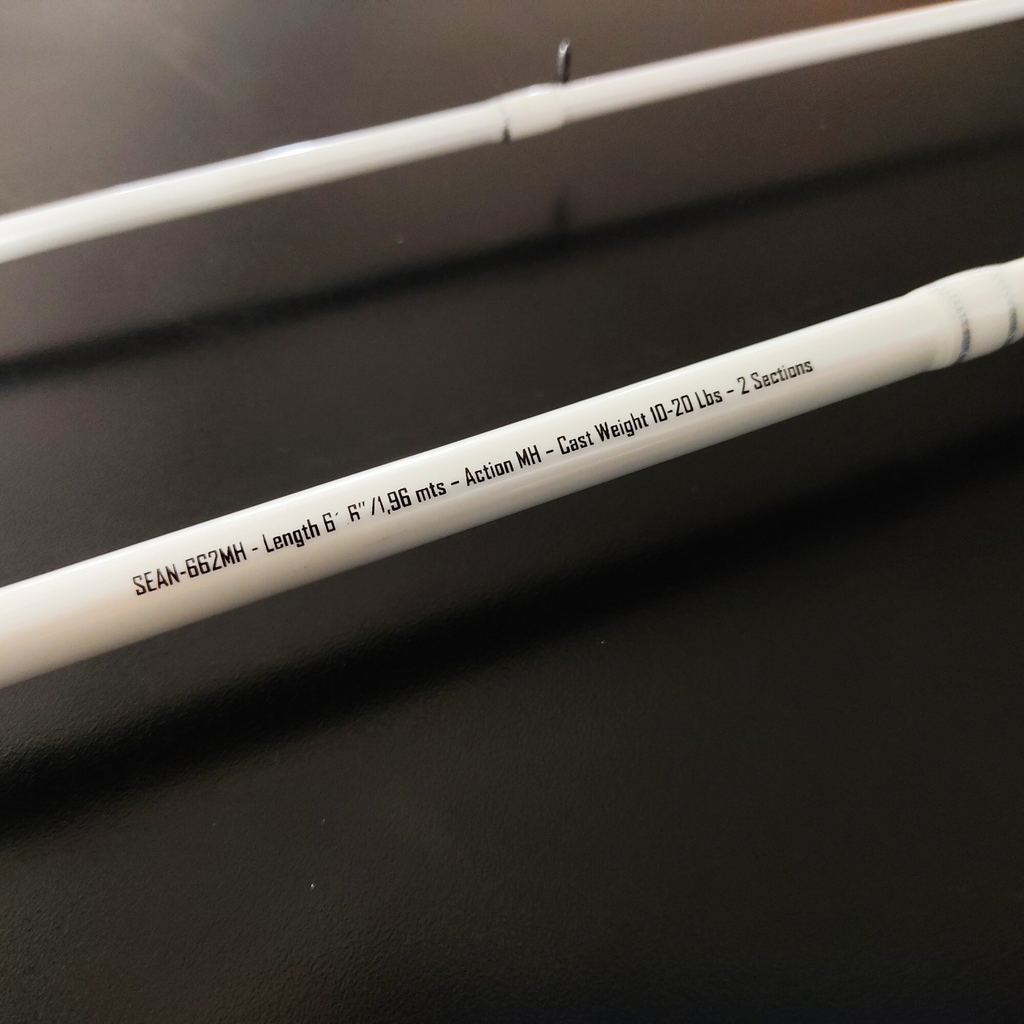 SEAN-662MH - Length 6´ 6"/1,96 mts - Action MH - Cast Weight 10-20 Lbs - 2 Sections